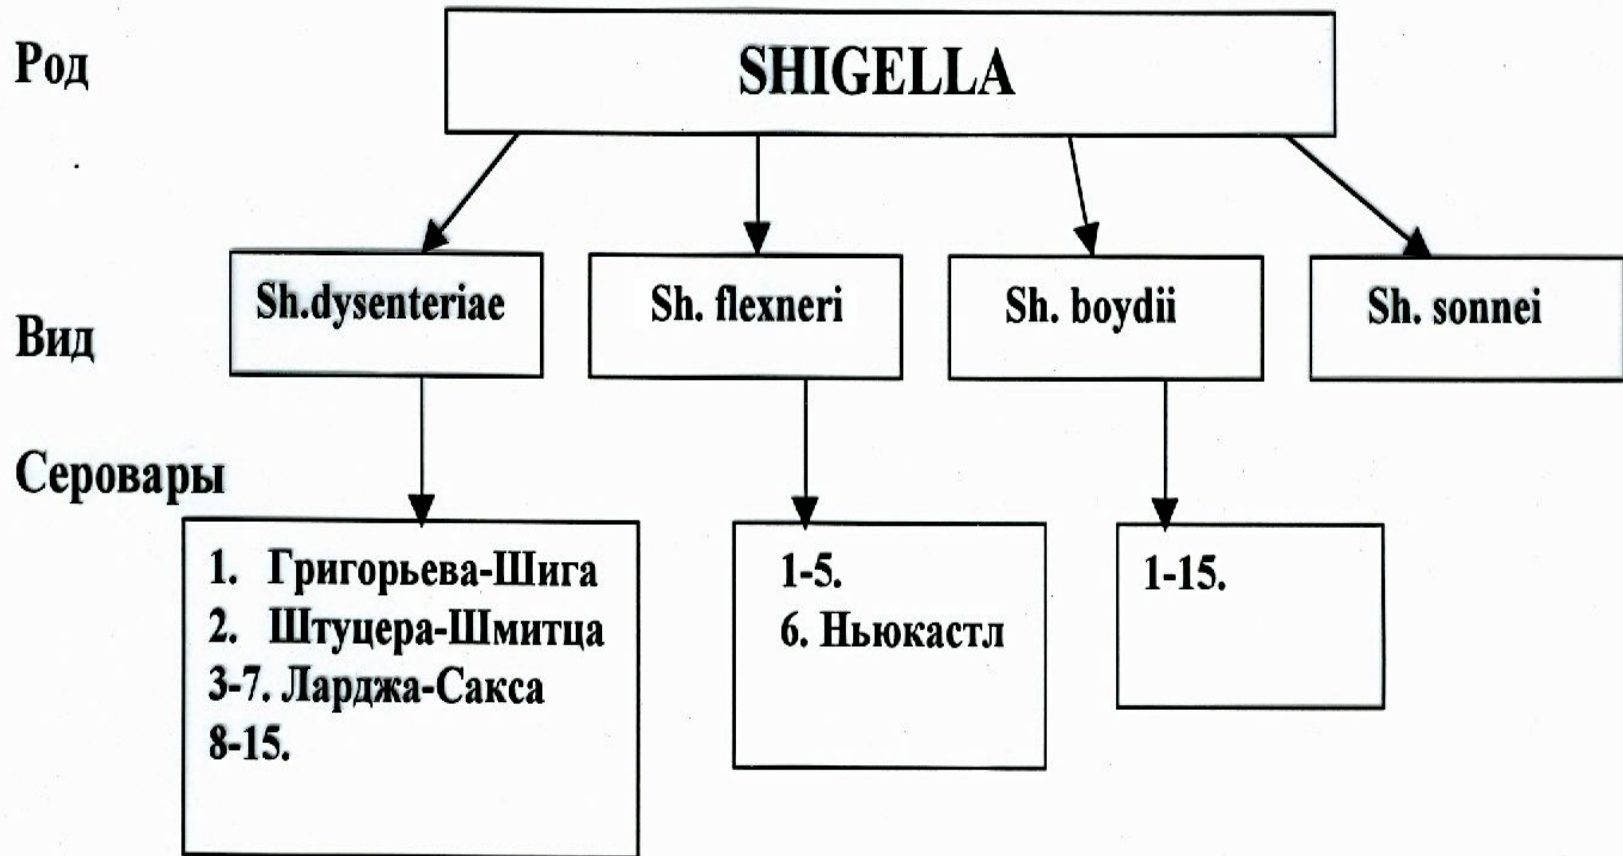 Род
SHIGELLA
Вид
Sh.dysenteriae
Sh. flexneri
Sh. boydii
Sh. sonnei
Серовары
1. Григорьева-Шига
2. Штуцера-Шмитца
3-7. Ларджа-Сакса
8-15.
1-5.
6. Ньюкастл
1-15.